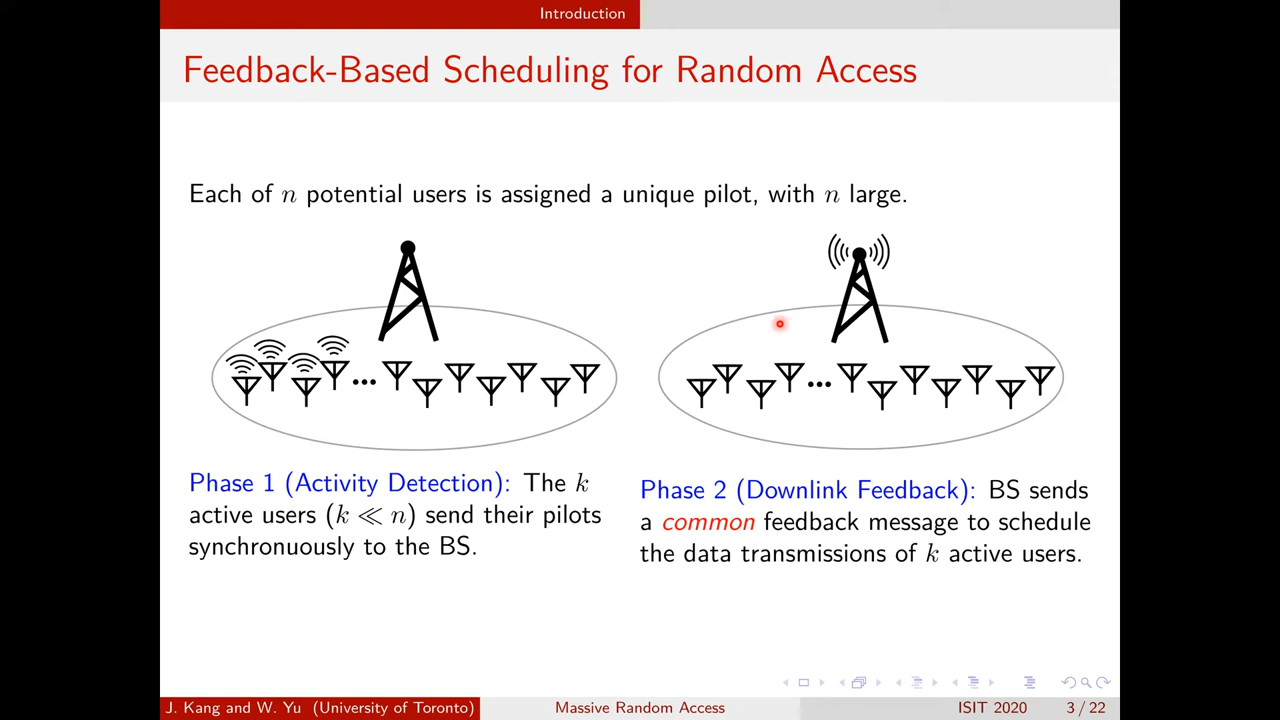 Introduction
Feedback-Based Scheduling for Random Access
Each of n potential users is assigned a unique pilot, with n large.
Phase 1 (Activity Detection): The k
active users (k ≪ n) send their pilots
synchronuously to the BS.
Phase 2 (Downlink Feedback): BS sends
a common feedback message to schedule
the data transmissions of k active users.
J. Kang and W. Yu (University of Toronto)
Massive Random Access
ISIT 2020
3 / 22